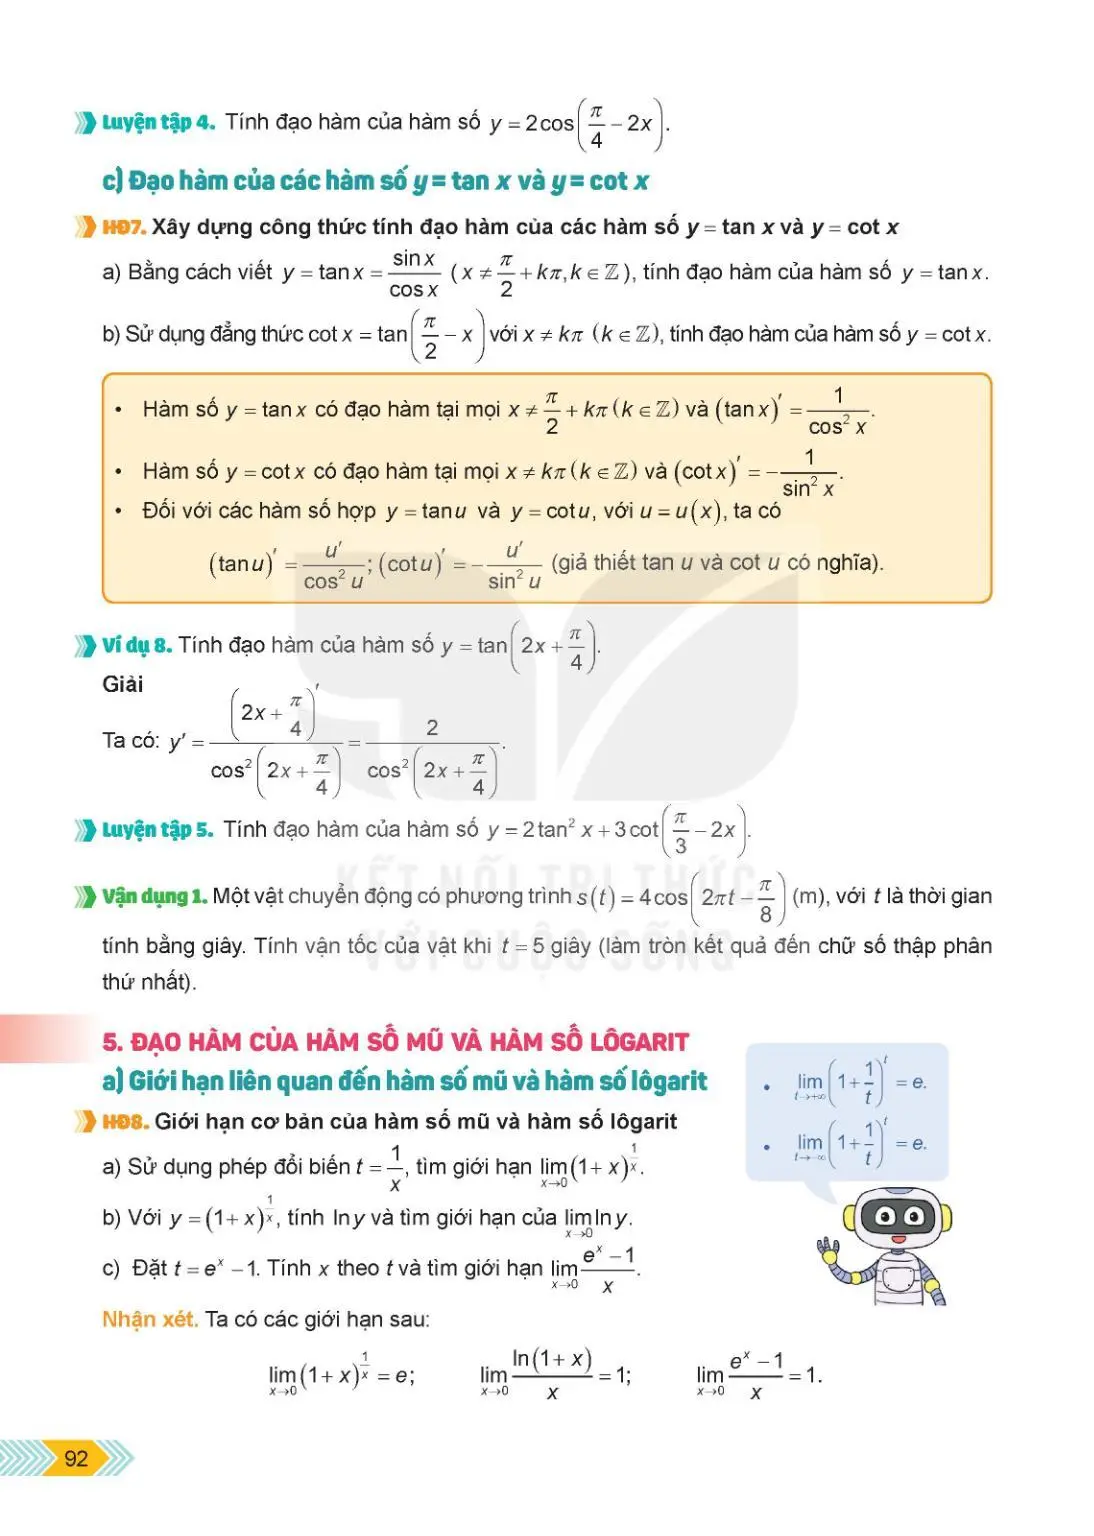 Luyện tập 4. Tính đạo hàm của hàm số y = 2cos(π/4 − 2x).
c) Đạo hàm của các hàm số y = tan x và y = cot x
HĐ7. Xây dựng công thức tính đạo hàm của các hàm số y = tan x và y = cot x
a) Bằng cách viết y = tan x = sin x/cos x (x ≠ π/2 + kπ, k ∈ ℤ), tính đạo hàm của hàm số y = tan x.
b) Sử dụng đẳng thức cot x = tan(π/2 − x) với x ≠ kπ (k ∈ ℤ), tính đạo hàm của hàm số y = cot x.
• Hàm số y = tan x có đạo hàm tại mọi x ≠ π/2 + kπ (k ∈ ℤ) và (tan x)′ = 1/cos² x.
• Hàm số y = cot x có đạo hàm tại mọi x ≠ kπ (k ∈ ℤ) và (cot x)′ = −1/sin² x.
• Đối với các hàm số hợp y = tan u và y = cot u, với u = u(x), ta có
(tan u)′ = u′/cos² u; (cot u)′ = −u′/sin² u (giả thiết tan u và cot u có nghĩa).
Ví dụ 8. Tính đạo hàm của hàm số y = tan(2x + π/4).
Giải
Ta có: y′ = (2x + π/4)′/cos²(2x + π/4) = 2/cos²(2x + π/4).
Luyện tập 5. Tính đạo hàm của hàm số y = 2tan² x + 3cot(π/3 − 2x).
KẾT NỐI TRI THỨC
Vận dụng 1. Một vật chuyển động có phương trình s(t) = 4cos(2πt − π/8) (m), với t là thời gian
tính bằng giây. Tính vận tốc của vật khi t = 5 giây (làm tròn kết quả đến chữ số thập phân
VỚI CUỘC SỐNG
thứ nhất).
5. ĐẠO HÀM CỦA HÀM SỐ MŨ VÀ HÀM SỐ LÔGARIT
a) Giới hạn liên quan đến hàm số mũ và hàm số lôgarit
• lim_{t→+∞} (1 + 1/t)^t = e.
• lim_{t→−∞} (1 + 1/t)^t = e.
HĐ8. Giới hạn cơ bản của hàm số mũ và hàm số lôgarit
a) Sử dụng phép đổi biến t = 1/x, tìm giới hạn lim_{x→0} (1 + x)^{1/x}.
b) Với y = (1 + x)^{1/x}, tính ln y và tìm giới hạn của lim_{x→0} ln y.
c) Đặt t = e^x − 1. Tính x theo t và tìm giới hạn lim_{x→0} (e^x − 1)/x.
Nhận xét. Ta có các giới hạn sau:
lim_{x→0} (1 + x)^{1/x} = e; lim_{x→0} ln(1 + x)/x = 1; lim_{x→0} (e^x − 1)/x = 1.
92